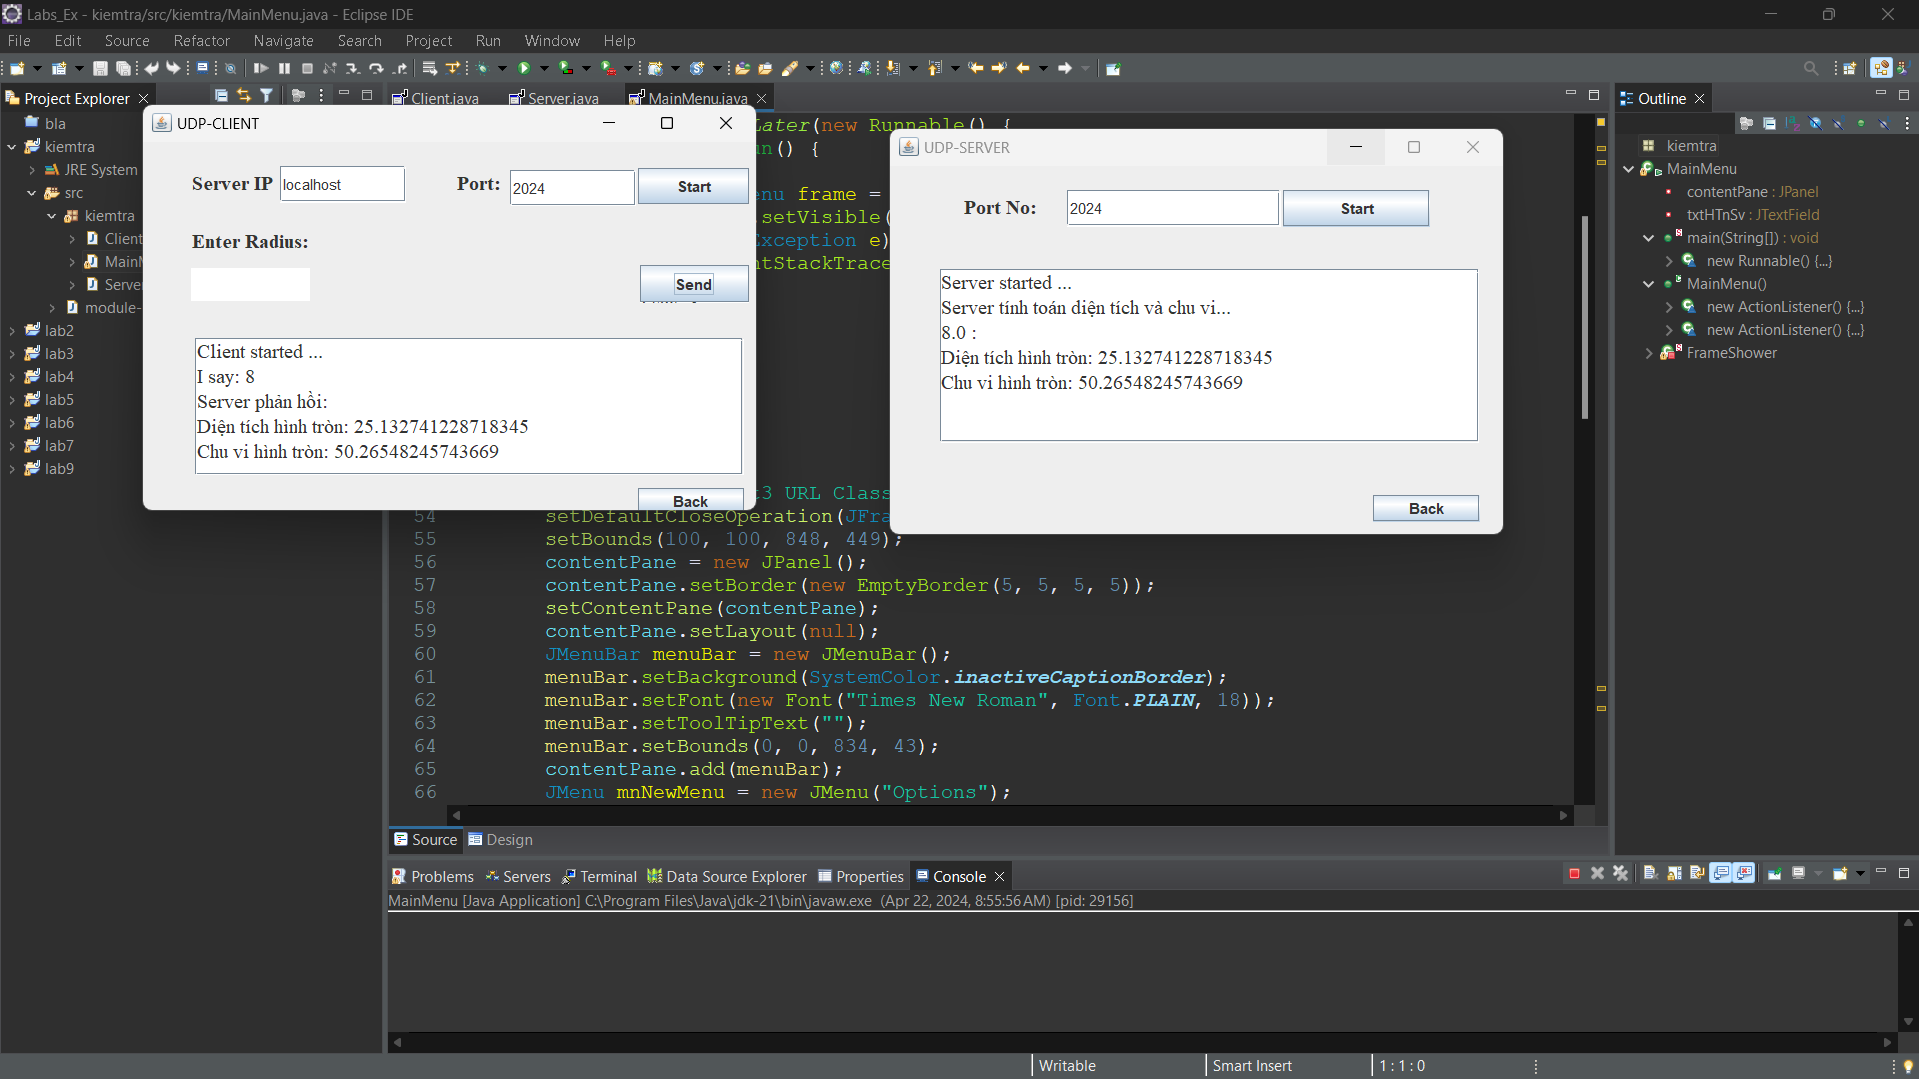 Labs_Ex - kiemtra/src/kiemtra/MainMenu.java - Eclipse IDE
File Edit Source Refactor Navigate Search Project Run Window Help
Project Explorer
bla
kiemtra
JRE System
src
kiemtra
Client
MainM
Serve
module-
lab2
lab3
lab4
lab5
lab6
lab7
lab9
Client.java Server.java MainMenu.java
Later(new Runnable() {
n() {
enu frame =
.setVisible(
Exception e)
ntStackTrace
UDP-CLIENT
Server IP localhost Port: 2024 Start
Enter Radius:
Send
Client started ...
I say: 8
Server phản hồi:
Diện tích hình tròn: 25.132741228718345
Chu vi hình tròn: 50.26548245743669
Back
UDP-SERVER
Port No: 2024 Start
Server started ...
Server tính toán diện tích và chu vi...
8.0 :
Diện tích hình tròn: 25.132741228718345
Chu vi hình tròn: 50.26548245743669
Back
t3 URL Class
54 setDefaultCloseOperation(JFra
55 setBounds(100, 100, 848, 449);
56 contentPane = new JPanel();
57 contentPane.setBorder(new EmptyBorder(5, 5, 5, 5));
58 setContentPane(contentPane);
59 contentPane.setLayout(null);
60 JMenuBar menuBar = new JMenuBar();
61 menuBar.setBackground(SystemColor.inactiveCaptionBorder);
62 menuBar.setFont(new Font("Times New Roman", Font.PLAIN, 18));
63 menuBar.setToolTipText("");
64 menuBar.setBounds(0, 0, 834, 43);
65 contentPane.add(menuBar);
66 JMenu mnNewMenu = new JMenu("Options");
Source Design
Outline
kiemtra
MainMenu
contentPane : JPanel
txtHTnSv : JTextField
main(String[]) : void
new Runnable() {...}
MainMenu()
new ActionListener() {...}
new ActionListener() {...}
FrameShower
Problems Servers Terminal Data Source Explorer Properties Console
MainMenu [Java Application] C:\Program Files\Java\jdk-21\bin\javaw.exe (Apr 22, 2024, 8:55:56 AM) [pid: 29156]
Writable Smart Insert 1 : 1 : 0